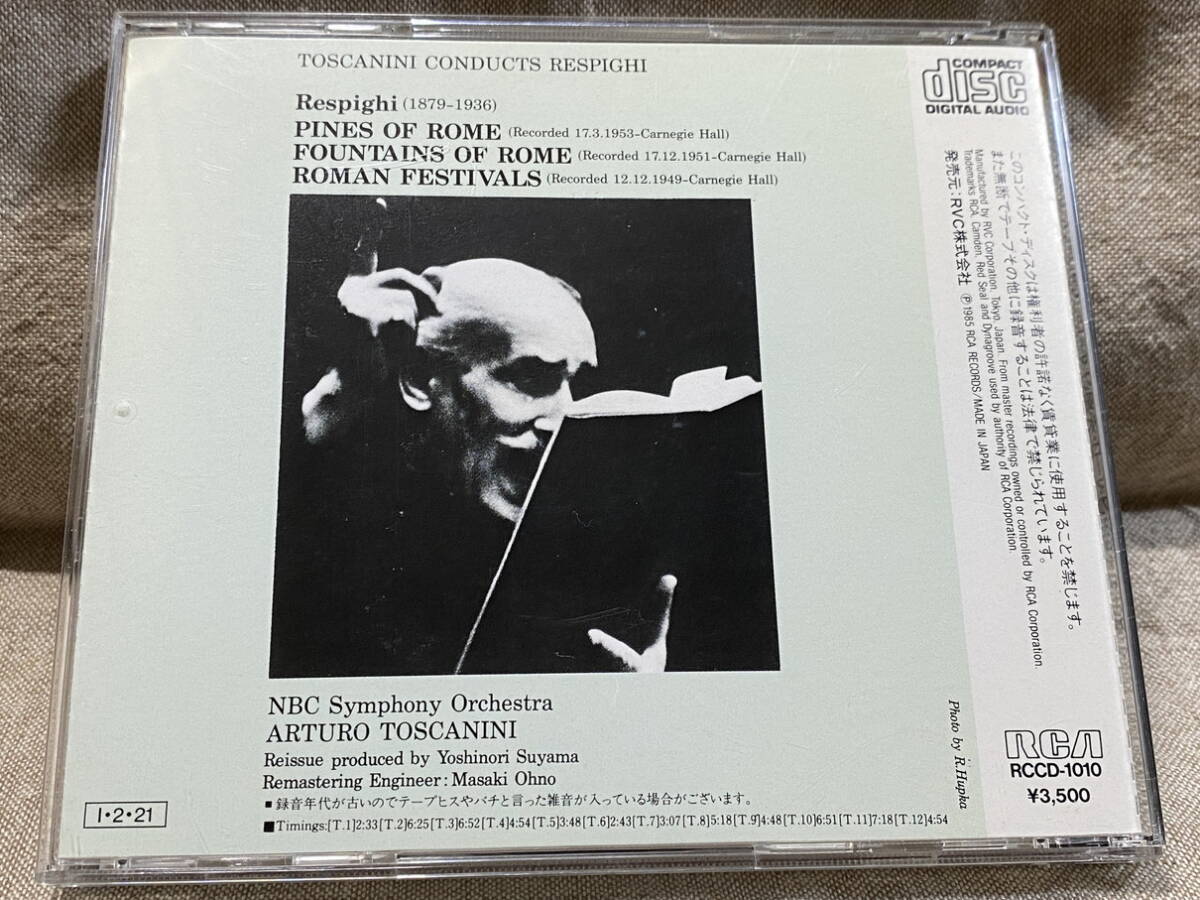 TOSCANINI CONDUCTS RESPIGHI
Respighi (1879-1936)
PINES OF ROME (Recorded 17.3.1953-Carnegie Hall)
FOUNTAINS OF ROME (Recorded 17.12.1951-Carnegie Hall)
ROMAN FESTIVALS (Recorded 12.12.1949-Carnegie Hall)
NBC Symphony Orchestra
ARTURO TOSCANINI
Reissue produced by Yoshinori Suyama
Remastering Engineer: Masaki Ohno
■ 録音年代が古いのでテープヒスやパチと言った雑音が入っている場合がございます。
■Timings:[T.1]2:33[T.2]6:25[T.3]6:52[T.4]4:54[T.5]3:48[T.6]2:43[T.7]3:07[T.8]5:18[T.9]4:48[T.10]6:51[T.11]7:18[T.12]4:54
I・2・21
COMPACT
disc
DIGITAL AUDIO
このコンパクト・ディスクは権利者の許諾なく賃貸業に使用することを禁じます。
また無断でテープその他に録音することは法律で禁じられています。
Manufactured by RVC Corporation, Tokyo, Japan. From master recordings owned or controlled by RCA Corporation.
Trademarks RCA, Camden, Red Seal and Dynagroove used by authority of RCA Corporation.
発売元：RVC株式会社 Ⓟ1985 RCA RECORDS/MADE IN JAPAN
Photo by R.Hupka
RCA
RCCD-1010
¥3,500